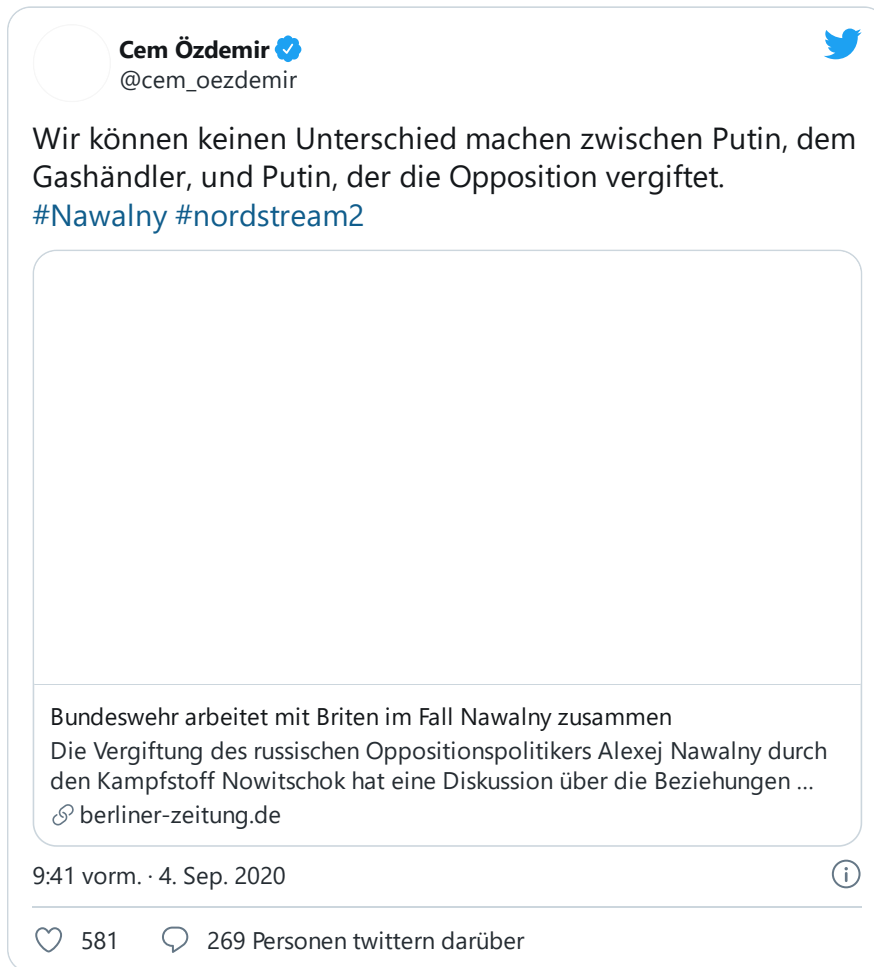 Cem Özdemir
@cem_oezdemir
Wir können keinen Unterschied machen zwischen Putin, dem
Gashändler, und Putin, der die Opposition vergiftet.
#Nawalny #nordstream2
Bundeswehr arbeitet mit Briten im Fall Nawalny zusammen
Die Vergiftung des russischen Oppositionspolitikers Alexej Nawalny durch
den Kampfstoff Nowitschok hat eine Diskussion über die Beziehungen ...
berliner-zeitung.de
9:41 vorm. · 4. Sep. 2020
581 269 Personen twittern darüber